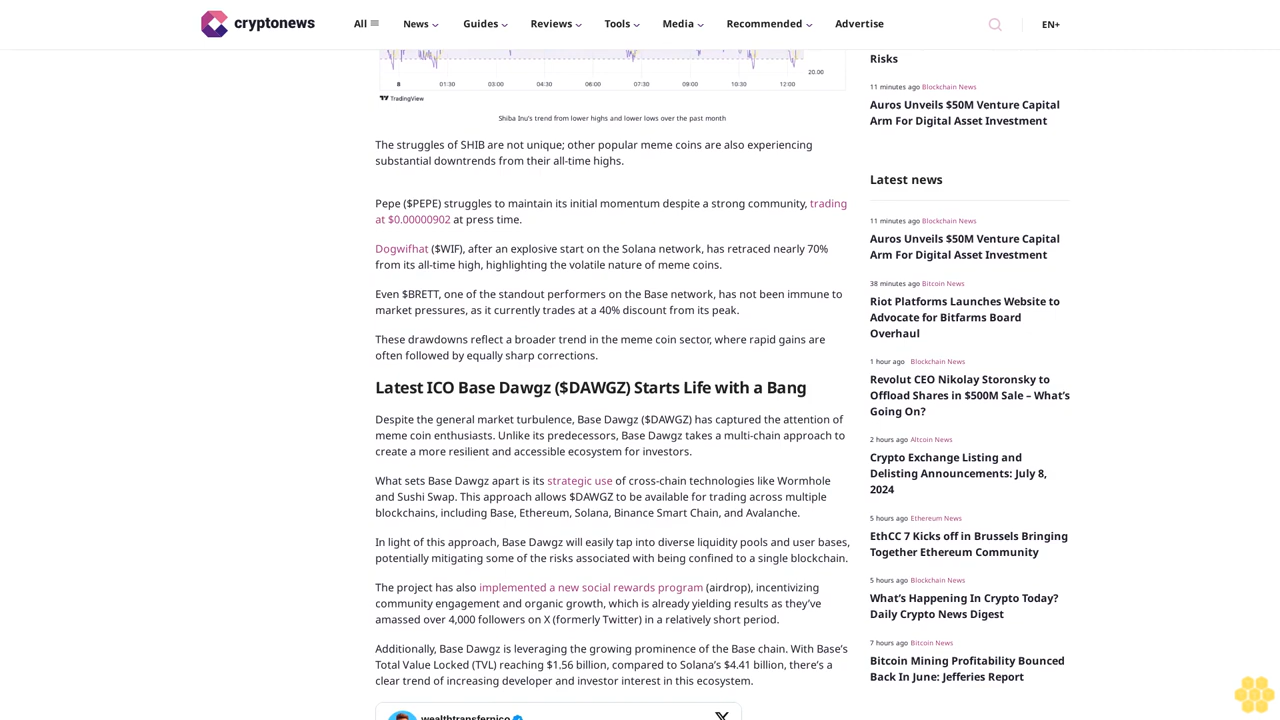 cryptonews
All
News
Guides
Reviews
Tools
Media
Recommended
Advertise
EN+
20.00
8 01:30 03:00 04:30 06:00 07:30 09:00 10:30 12:00
TradingView
Shiba Inu's trend from lower highs and lower lows over the past month
The struggles of SHIB are not unique; other popular meme coins are also experiencing
substantial downtrends from their all-time highs.
Pepe ($PEPE) struggles to maintain its initial momentum despite a strong community, trading
at $0.00000902 at press time.
Dogwifhat ($WIF), after an explosive start on the Solana network, has retraced nearly 70%
from its all-time high, highlighting the volatile nature of meme coins.
Even $BRETT, one of the standout performers on the Base network, has not been immune to
market pressures, as it currently trades at a 40% discount from its peak.
These drawdowns reflect a broader trend in the meme coin sector, where rapid gains are
often followed by equally sharp corrections.
Latest ICO Base Dawgz ($DAWGZ) Starts Life with a Bang
Despite the general market turbulence, Base Dawgz ($DAWGZ) has captured the attention of
meme coin enthusiasts. Unlike its predecessors, Base Dawgz takes a multi-chain approach to
create a more resilient and accessible ecosystem for investors.
What sets Base Dawgz apart is its strategic use of cross-chain technologies like Wormhole
and Sushi Swap. This approach allows $DAWGZ to be available for trading across multiple
blockchains, including Base, Ethereum, Solana, Binance Smart Chain, and Avalanche.
In light of this approach, Base Dawgz will easily tap into diverse liquidity pools and user bases,
potentially mitigating some of the risks associated with being confined to a single blockchain.
The project has also implemented a new social rewards program (airdrop), incentivizing
community engagement and organic growth, which is already yielding results as they've
amassed over 4,000 followers on X (formerly Twitter) in a relatively short period.
Additionally, Base Dawgz is leveraging the growing prominence of the Base chain. With Base's
Total Value Locked (TVL) reaching $1.56 billion, compared to Solana's $4.41 billion, there's a
clear trend of increasing developer and investor interest in this ecosystem.
wealthtransfernico
Risks
11 minutes ago Blockchain News
Auros Unveils $50M Venture Capital
Arm For Digital Asset Investment
Latest news
11 minutes ago Blockchain News
Auros Unveils $50M Venture Capital
Arm For Digital Asset Investment
38 minutes ago Bitcoin News
Riot Platforms Launches Website to
Advocate for Bitfarms Board
Overhaul
1 hour ago Blockchain News
Revolut CEO Nikolay Storonsky to
Offload Shares in $500M Sale – What's
Going On?
2 hours ago Altcoin News
Crypto Exchange Listing and
Delisting Announcements: July 8,
2024
5 hours ago Ethereum News
EthCC 7 Kicks off in Brussels Bringing
Together Ethereum Community
5 hours ago Blockchain News
What's Happening In Crypto Today?
Daily Crypto News Digest
7 hours ago Bitcoin News
Bitcoin Mining Profitability Bounced
Back In June: Jefferies Report